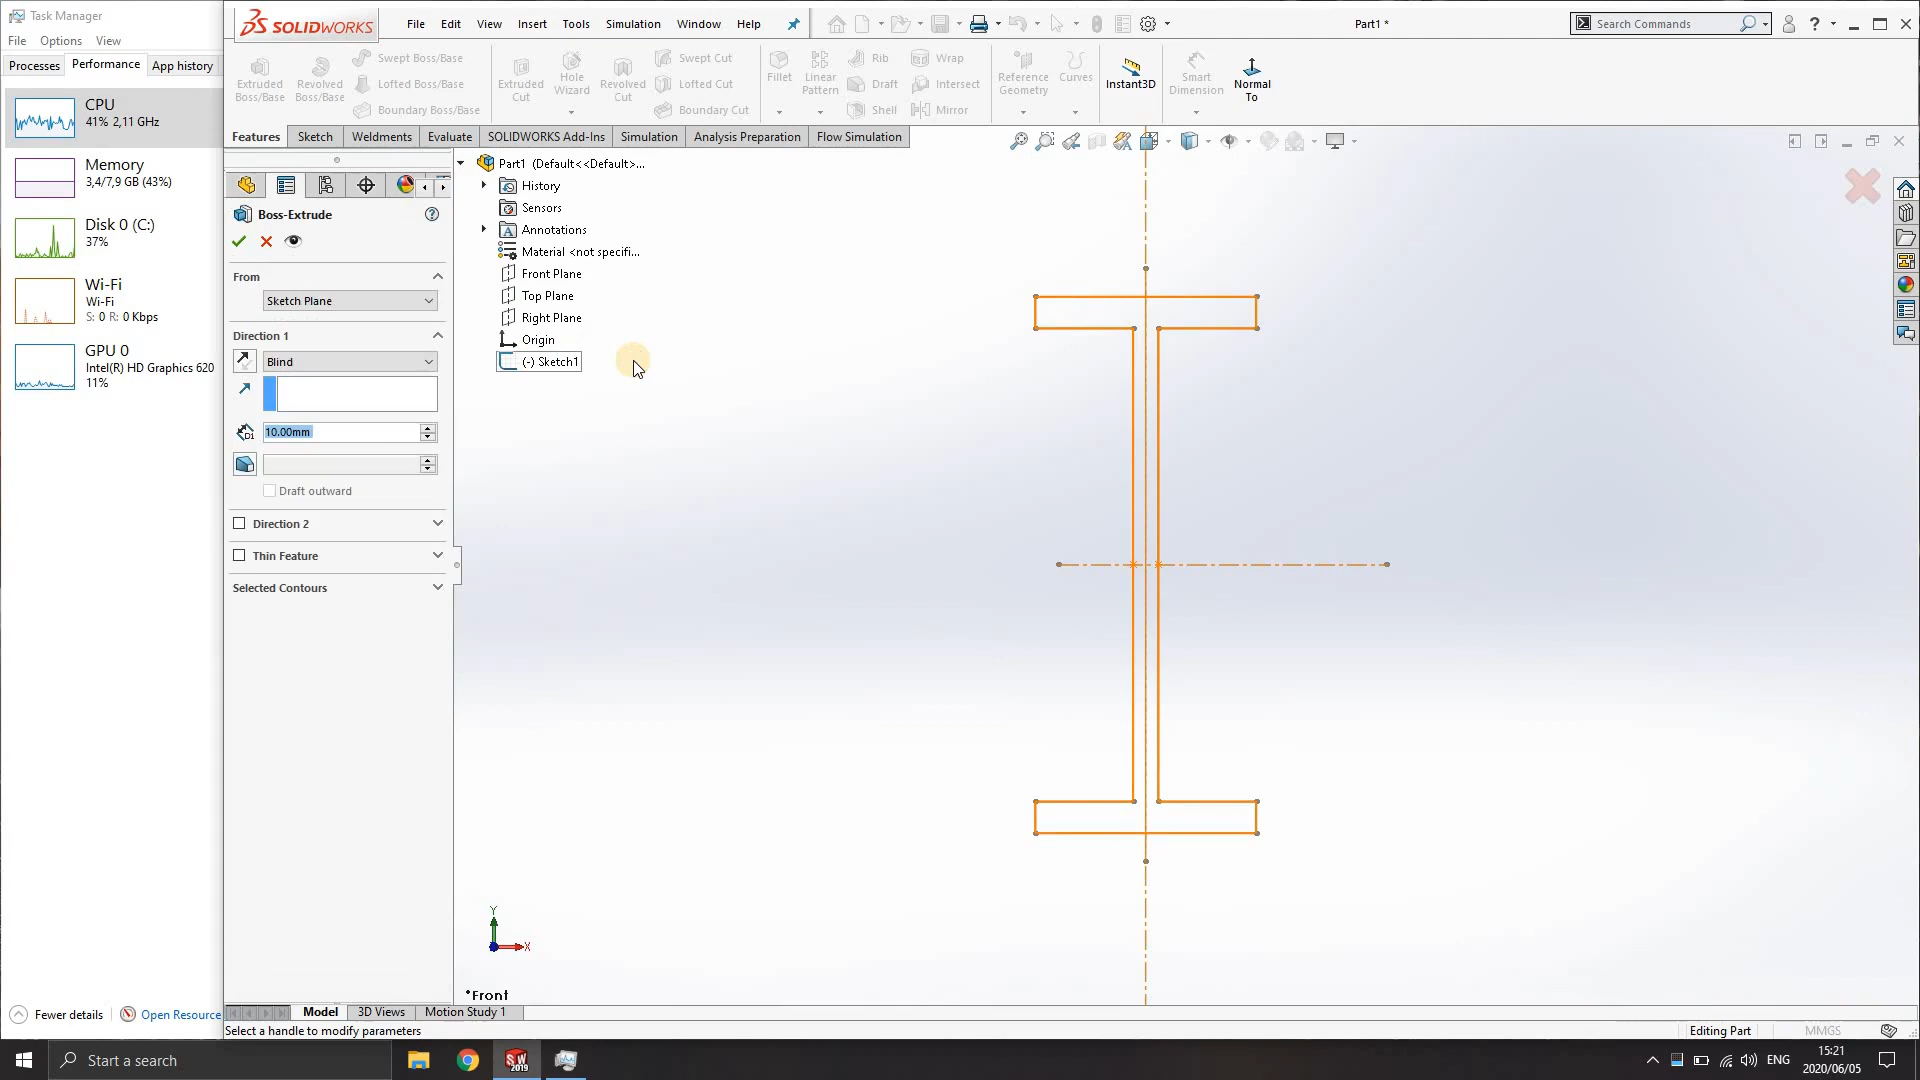 Task Manager
File Options View
Processes Performance App history
CPU
41% 2,11 GHz
Memory
3,4/7,9 GB (43%)
Disk 0 (C:)
37%
Wi-Fi
Wi-Fi
S: 0 R: 0 Kbps
GPU 0
Intel(R) HD Graphics 620
11%
Fewer details
Open Resource
SOLIDWORKS
File Edit View Insert Tools Simulation Window Help
Part1 *
Search Commands
Extruded Boss/Base
Revolved Boss/Base
Swept Boss/Base
Lofted Boss/Base
Boundary Boss/Base
Extruded Cut
Hole Wizard
Revolved Cut
Swept Cut
Lofted Cut
Boundary Cut
Fillet
Linear Pattern
Rib
Draft
Shell
Wrap
Intersect
Mirror
Reference Geometry
Curves
Instant3D
Smart Dimension
Normal To
Features Sketch Weldments Evaluate SOLIDWORKS Add-Ins Simulation Analysis Preparation Flow Simulation
Boss-Extrude
From
Sketch Plane
Direction 1
Blind
D1
10.00mm
Draft outward
Direction 2
Thin Feature
Selected Contours
Part1 (Default<<Default>...
History
Sensors
A Annotations
Material <not specifi...
Front Plane
Top Plane
Right Plane
Origin
(-) Sketch1
Y
X
*Front
Model 3D Views Motion Study 1
Select a handle to modify parameters
Editing Part
MMGS
Start a search
SW
2019
ENG
15:21
2020/06/05